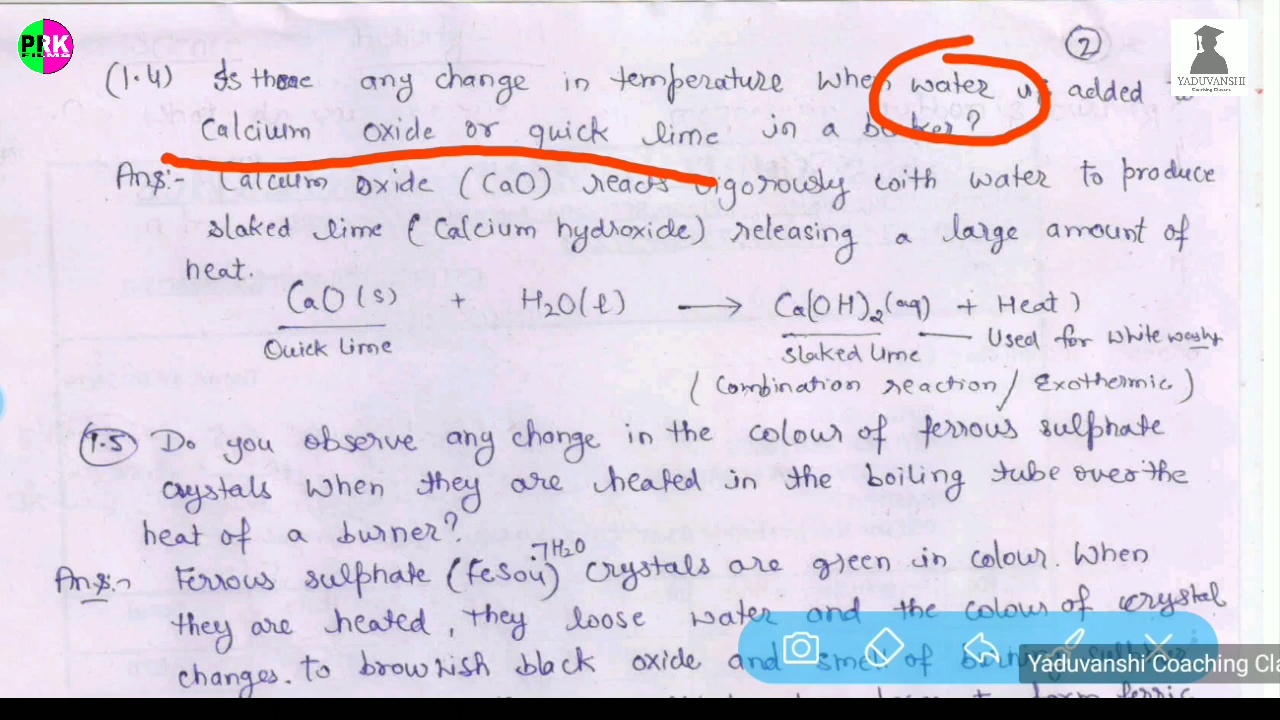 PRK
FILMS
YADUVANSHI
Coaching Classes
2
(1.4) Is there any change in temperature when water is added
Calcium oxide or quick lime in a beaker?
Ans:- Calcium oxide (CaO) reacts vigorously with water to produce
slaked lime (Calcium hydroxide) releasing a large amount of
heat.
CaO(s) + H2O(l) → Ca(OH)2(aq) + Heat)
Quick lime
slaked lime
Used for white washy
(Combination reaction / Exothermic)
(1.5) Do you observe any change in the colour of ferrous sulphate
crystals when they are heated in the boiling tube over the
heat of a burner?
Ans:- Ferrous sulphate (FeSO4).7H2O crystals are green in colour. When
they are heated, they loose water and the colour of crystal
changes. to browhish black oxide and smell of burning
Yaduvanshi Coaching Cla